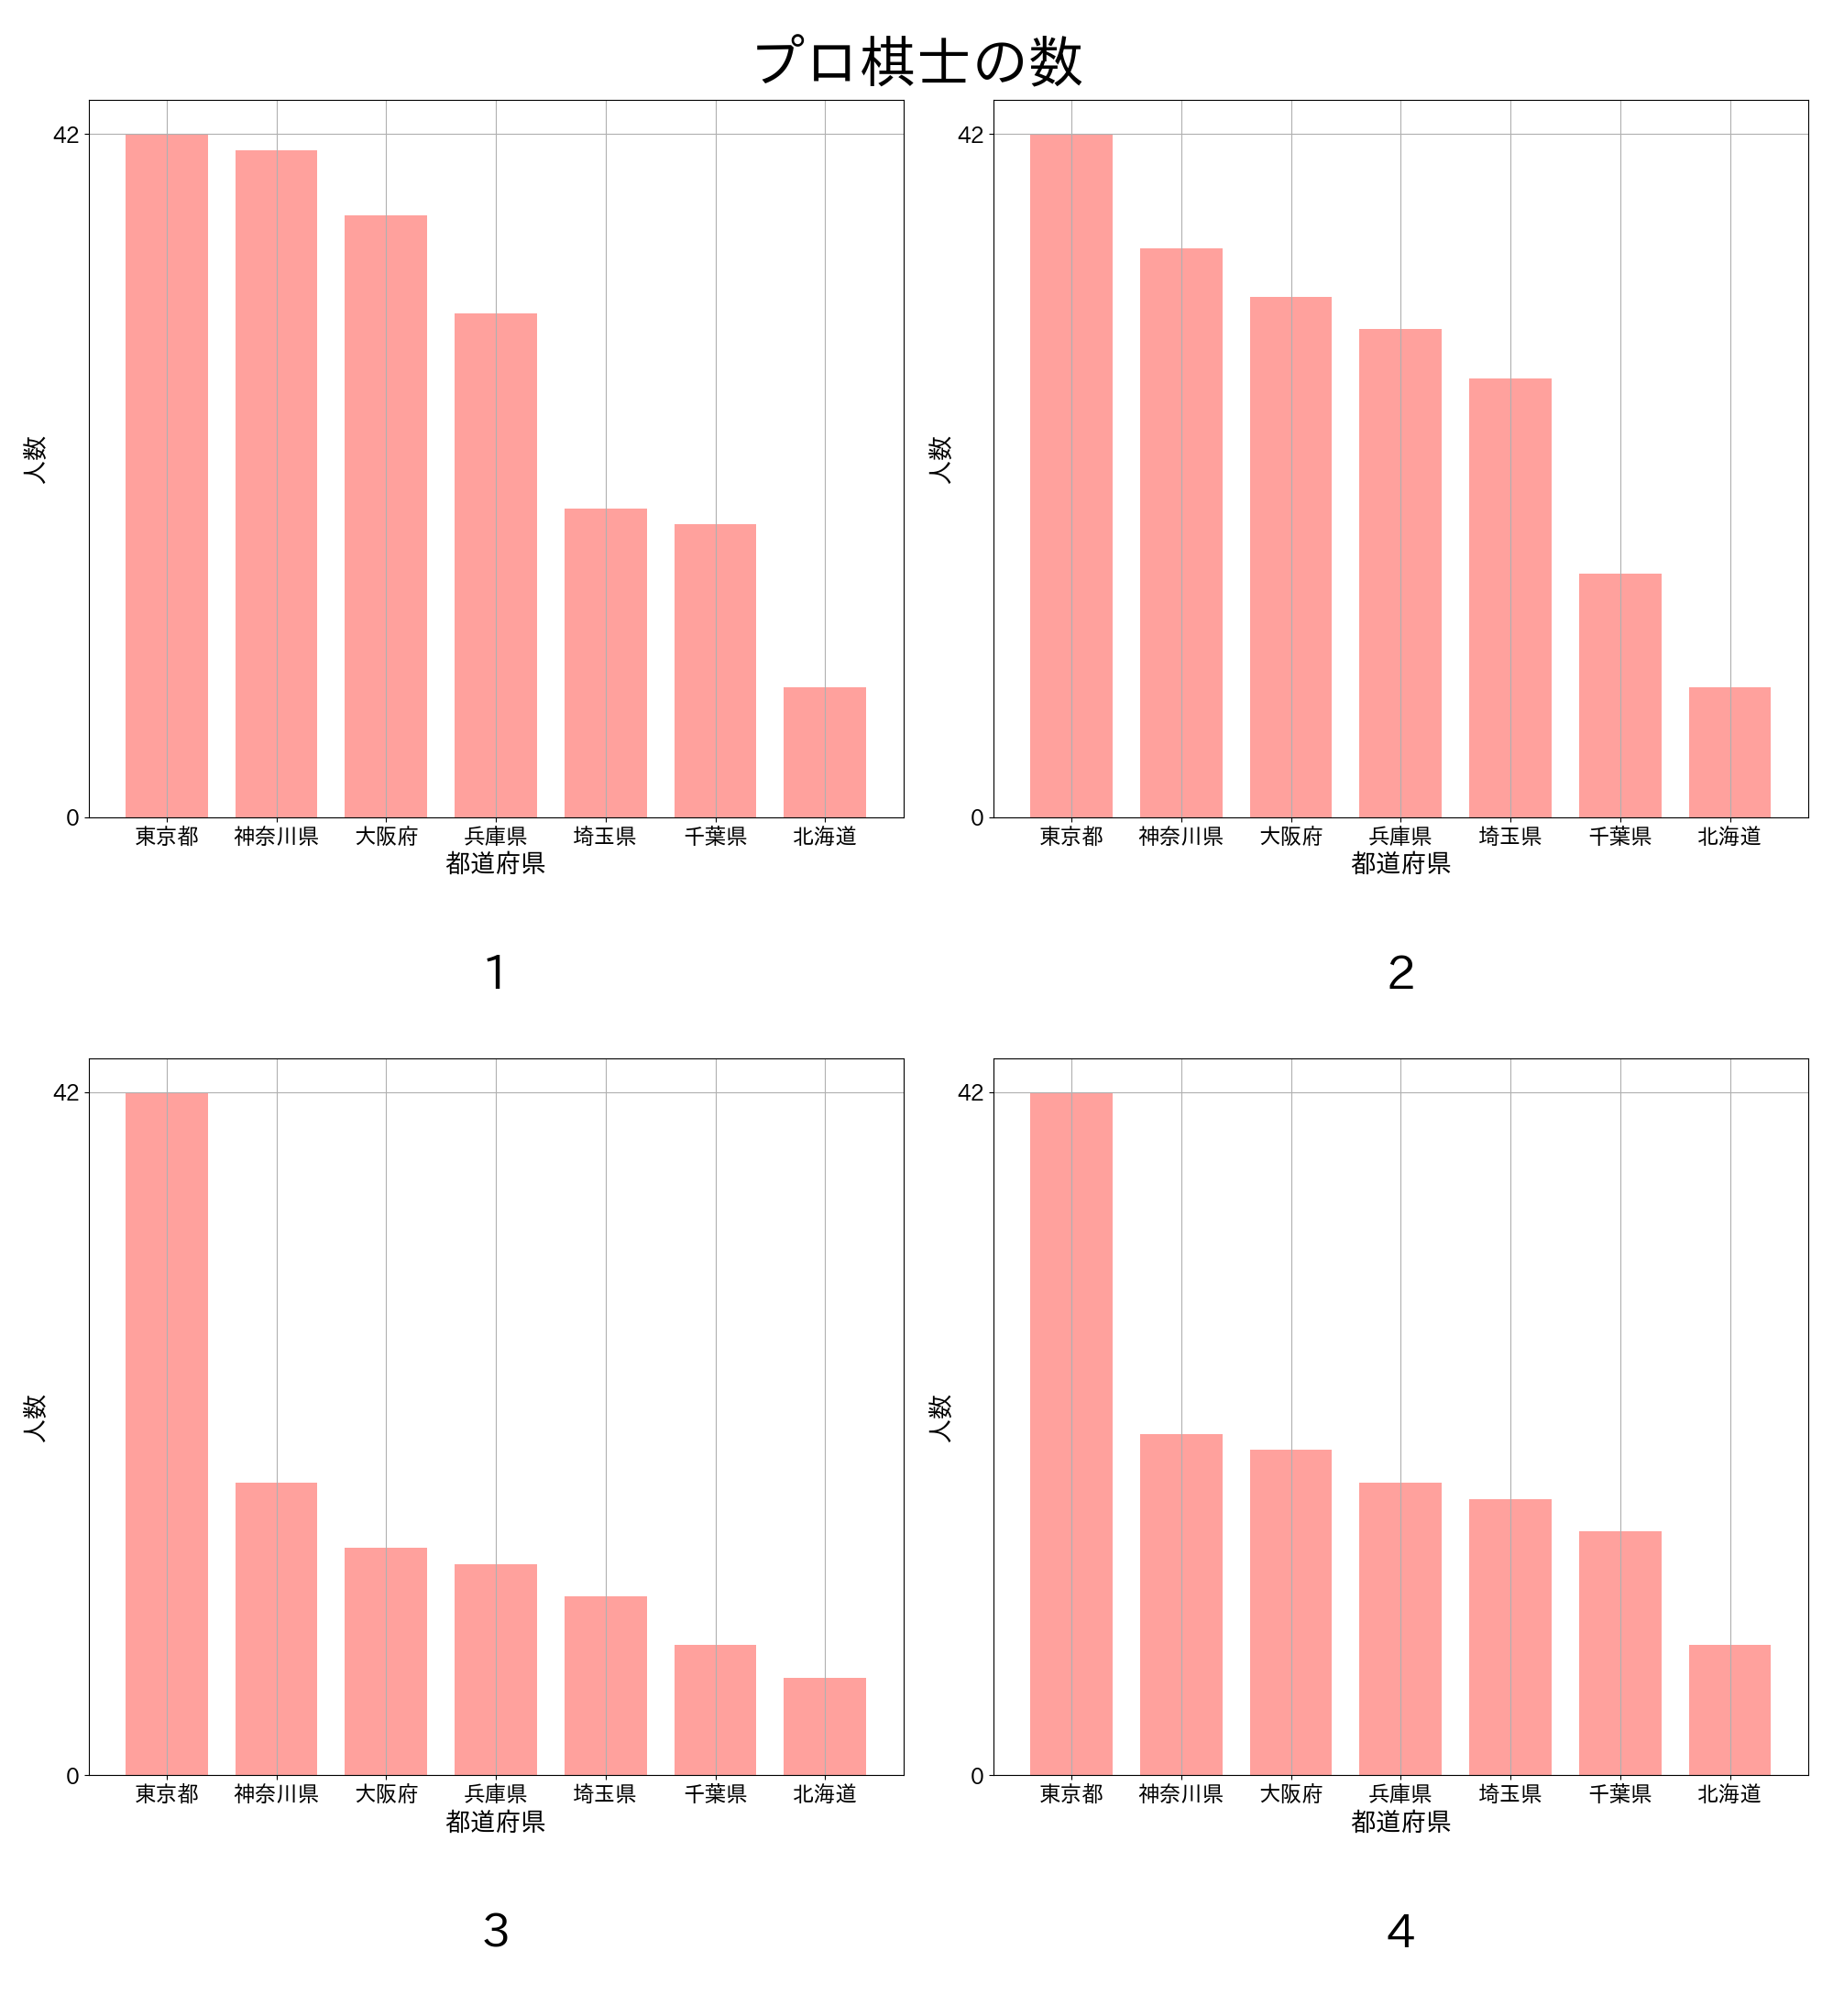 プロ棋士の数
42
0
人数
東京都 神奈川県 大阪府 兵庫県 埼玉県 千葉県 北海道
都道府県
1
42
0
人数
東京都 神奈川県 大阪府 兵庫県 埼玉県 千葉県 北海道
都道府県
2
42
0
人数
東京都 神奈川県 大阪府 兵庫県 埼玉県 千葉県 北海道
都道府県
3
42
0
人数
東京都 神奈川県 大阪府 兵庫県 埼玉県 千葉県 北海道
都道府県
4